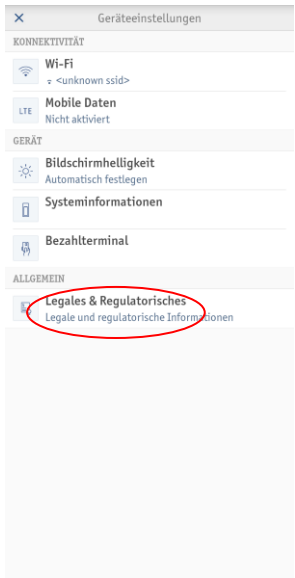 Geräteeinstellungen
KONNEKTIVITÄT
Wi-Fi
<unknown ssid>
LTE
Mobile Daten
Nicht aktiviert
GERÄT
Bildschirmhelligkeit
Automatisch festlegen
Systeminformationen
Bezahlterminal
ALLGEMEIN
Legales & Regulatorisches
Legale und regulatorische Informationen